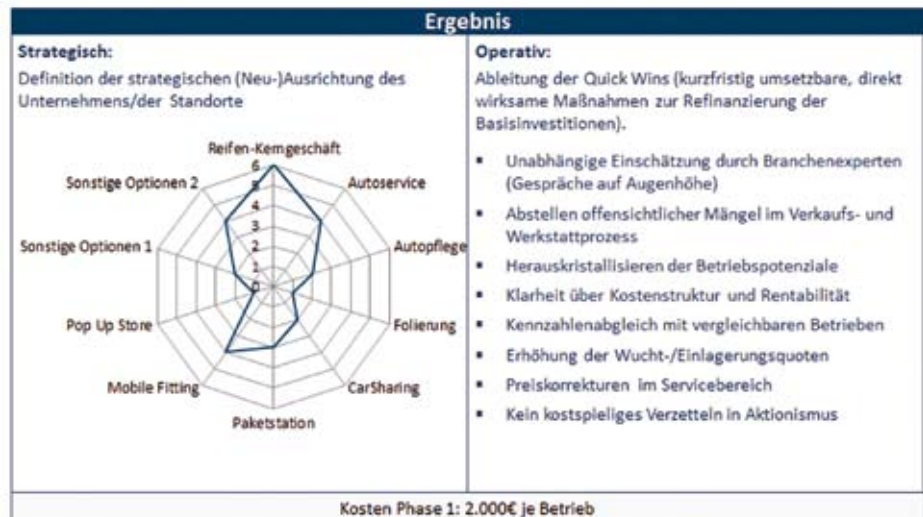 Ergebnis
Strategisch:
Definition der strategischen (Neu-)Ausrichtung des
Unternehmens/der Standorte
Reifen-Kerngeschäft
Autoservice
Autopflege
Folierung
CarSharing
Paketstation
Mobile Fitting
Pop Up Store
Sonstige Optionen 1
Sonstige Optionen 2
6
5
4
3
2
1
0
Operativ:
Ableitung der Quick Wins (kurzfristig umsetzbare, direkt
wirksame Maßnahmen zur Refinanzierung der
Basisinvestitionen).
▪ Unabhängige Einschätzung durch Branchenexperten
(Gespräche auf Augenhöhe)
▪ Abstellen offensichtlicher Mängel im Verkaufs- und
Werkstattprozess
▪ Herauskristallisieren der Betriebspotenziale
▪ Klarheit über Kostenstruktur und Rentabilität
▪ Kennzahlenabgleich mit vergleichbaren Betrieben
▪ Erhöhung der Wucht-/Einlagerungsquoten
▪ Preiskorrekturen im Servicebereich
▪ Kein kostspieliges Verzetteln in Aktionismus
Kosten Phase 1: 2.000€ je Betrieb